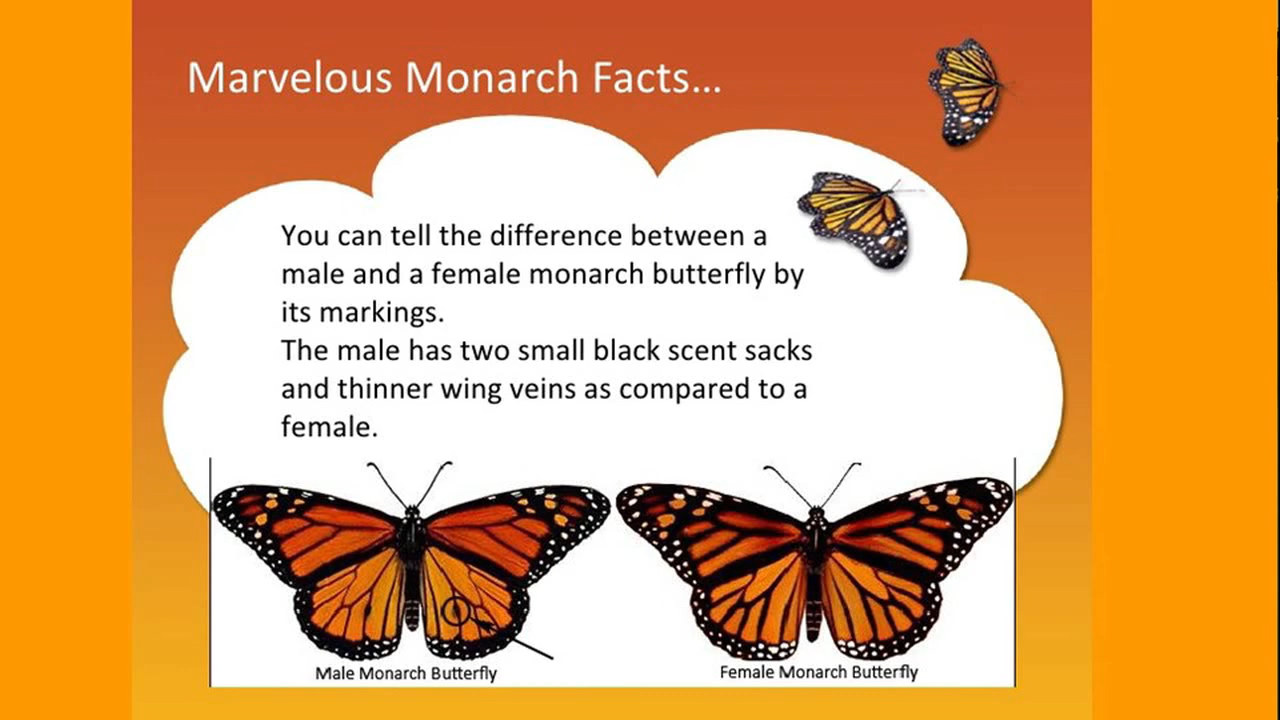 Marvelous Monarch Facts...
You can tell the difference between a
male and a female monarch butterfly by
its markings.
The male has two small black scent sacks
and thinner wing veins as compared to a
female.
Male Monarch Butterfly
Female Monarch Butterfly